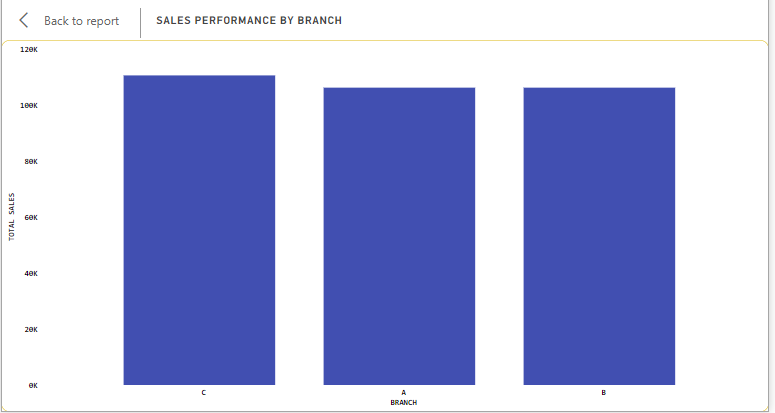 Back to report
SALES PERFORMANCE BY BRANCH
120K
100K
80K
60K
40K
20K
0K
TOTAL SALES
C
A
B
BRANCH